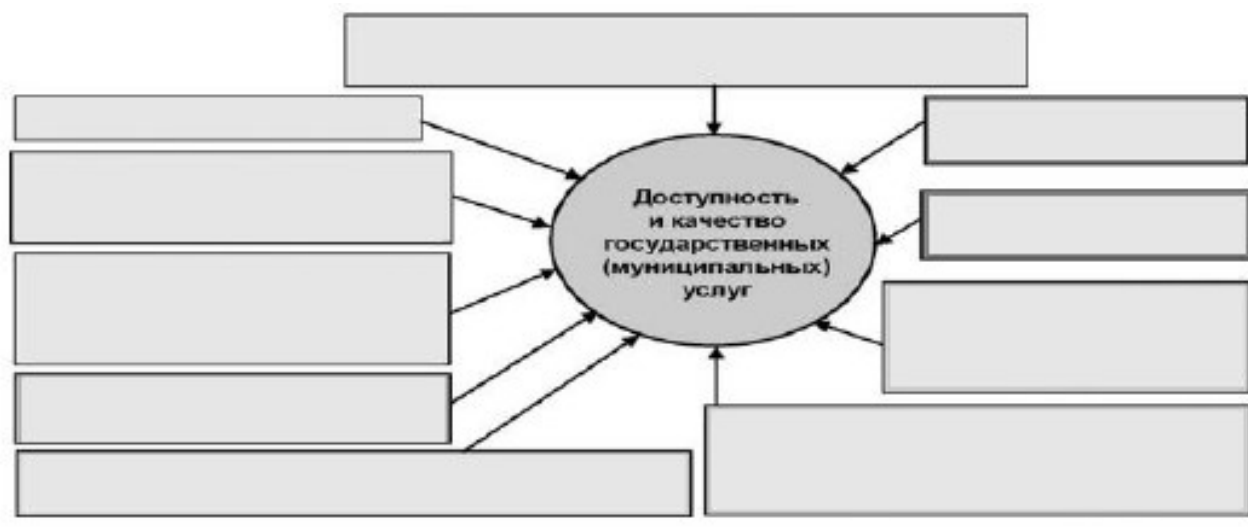 Доступность
и качество
государственных
(муниципальных)
услуг